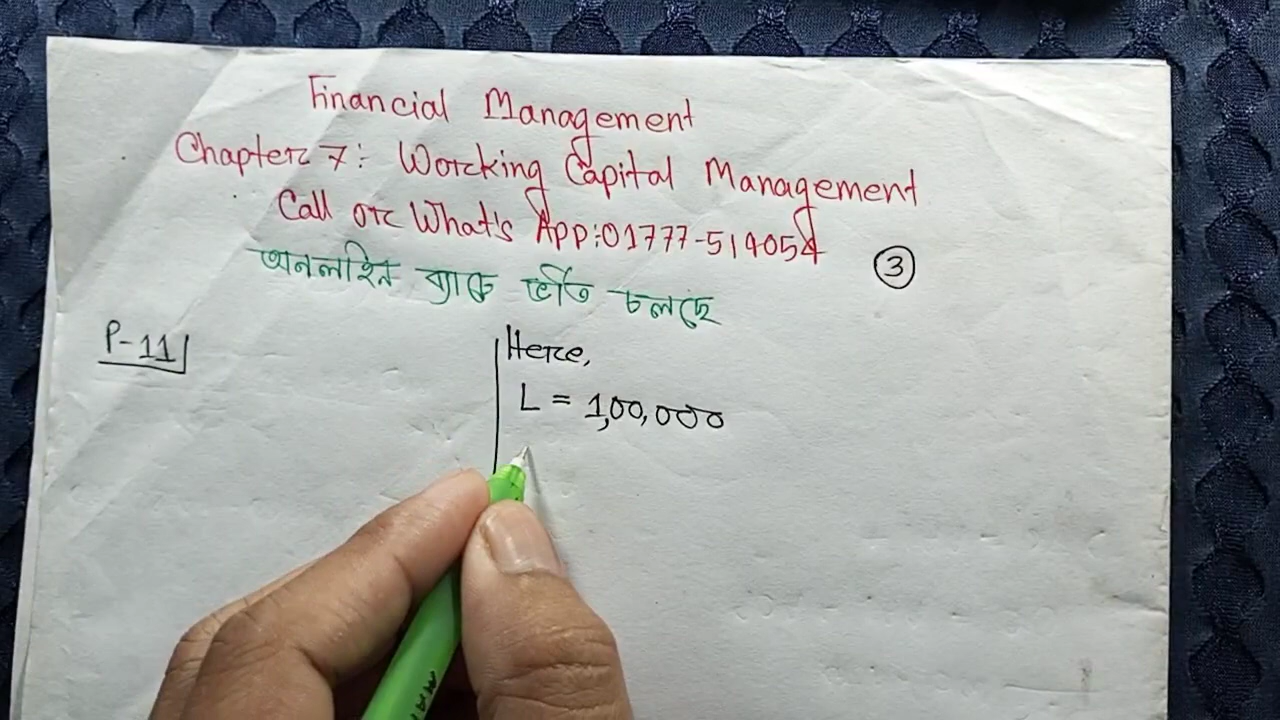 Financial Management
Chapter 7: Working Capital Management
Call or What's App:01777-519054
অনলাইন ব্যাচে ভর্তি চলছে
3
P-11
Here,
L = 1,00,000